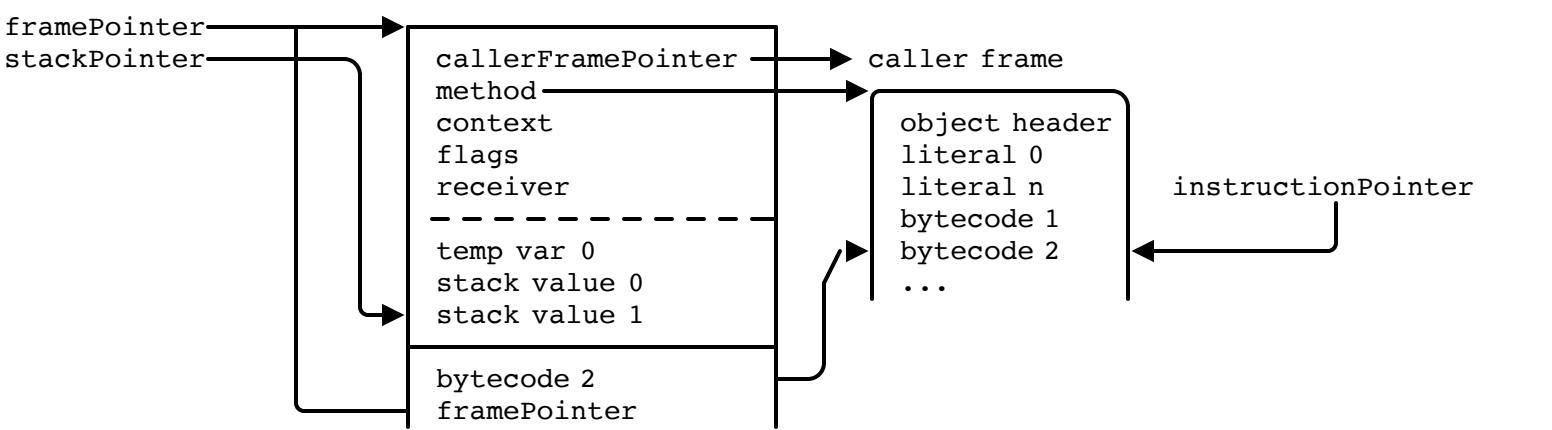 framePointer
stackPointer
callerFramePointer
caller frame
method
context
flags
receiver
temp var 0
stack value 0
stack value 1
bytecode 2
framePointer
object header
literal 0
literal n
bytecode 1
bytecode 2
...
instructionPointer